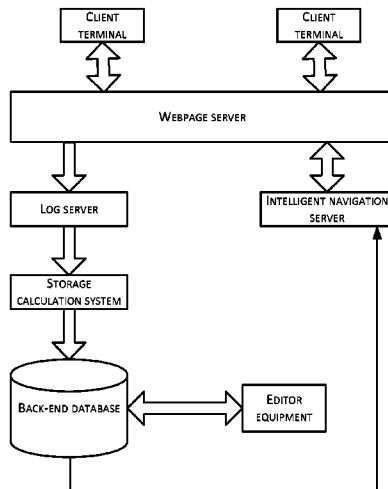 CLIENT
TERMINAL
CLIENT
TERMINAL
WEBPAGE SERVER
LOG SERVER
INTELLIGENT NAVIGATION
SERVER
STORAGE
CALCULATION SYSTEM
BACK-END DATABASE
EDITOR
EQUIPMENT